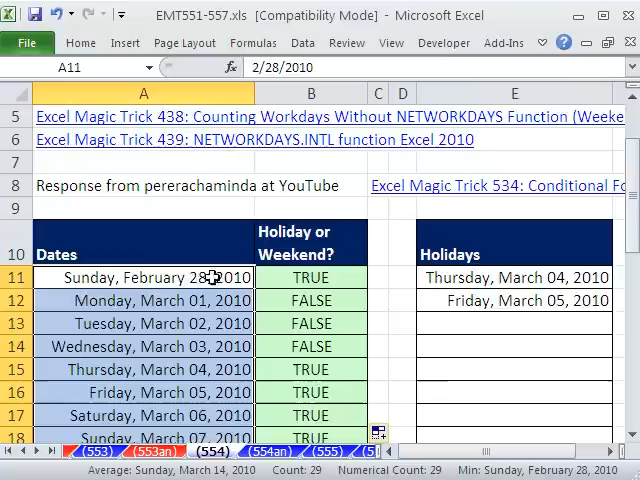 EMT551-557.xls [Compatibility Mode] - Microsoft Excel
File Home Insert Page Layout Formulas Data Review View Developer Add-Ins
A11 fx 2/28/2010
A B C D E
5 Excel Magic Trick 438: Counting Workdays Without NETWORKDAYS Function (Weeke
6 Excel Magic Trick 439: NETWORKDAYS.INTL function Excel 2010
7
8 Response from pererachaminda at YouTube Excel Magic Trick 534: Conditional Fo
9
Holiday or
10 Dates Weekend? Holidays
11 Sunday, February 28, 2010 TRUE Thursday, March 04, 2010
12 Monday, March 01, 2010 FALSE Friday, March 05, 2010
13 Tuesday, March 02, 2010 FALSE
14 Wednesday, March 03, 2010 FALSE
15 Thursday, March 04, 2010 TRUE
16 Friday, March 05, 2010 TRUE
17 Saturday, March 06, 2010 TRUE
18 Sunday, March 07, 2010 TRUE
(553) (553an) (554) (554an) (555) (5
Average: Sunday, March 14, 2010 Count: 29 Numerical Count: 29 Min: Sunday, February 28, 2010